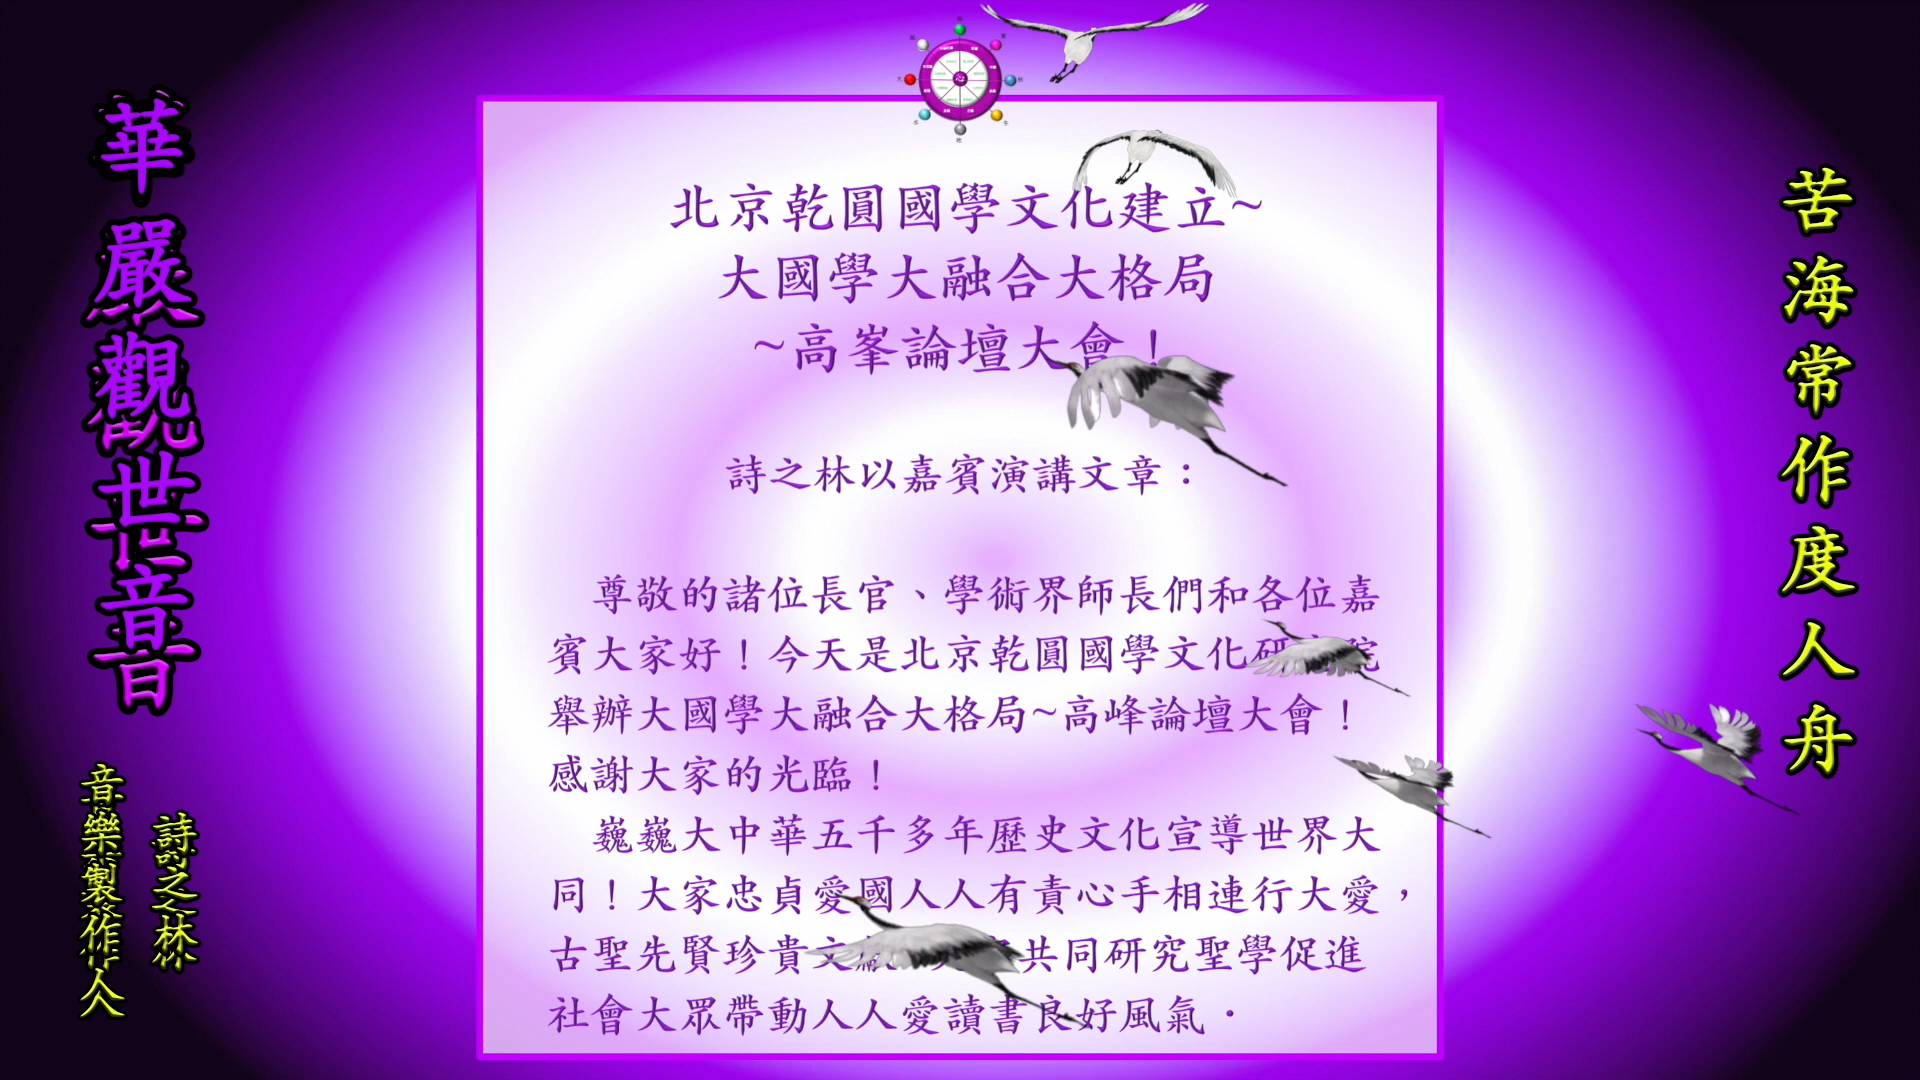 華嚴觀世音
音樂製作人
詩之林
北京乾圓國學文化建立~
大國學大融合大格局
~高峯論壇大會！
詩之林以嘉賓演講文章：
尊敬的諸位長官、學術界師長們和各位嘉
賓大家好！今天是北京乾圓國學文化研院
舉辦大國學大融合大格局~高峰論壇大會！
感謝大家的光臨！
巍巍大中華五千多年歷史文化宣導世界大
同！大家忠貞愛國人人有責心手相連行大愛，
古聖先賢珍貴文共同研究聖學促進
社會大眾帶動人人愛讀書良好風氣．
苦海常作度人舟